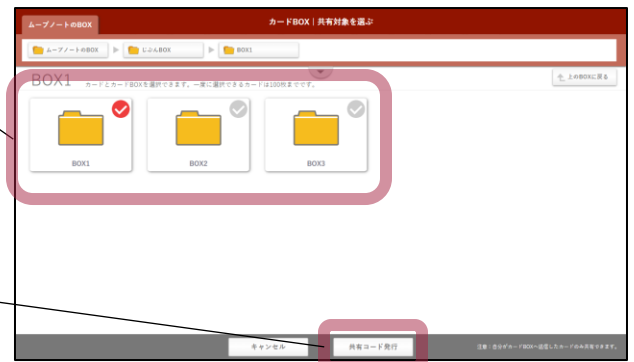 ムーブノートのBOX
カードBOX|共有対象を選ぶ
ムーブノートのBOX
じぶんBOX
BOX1
BOX1 カードとカードBOXを選択できます。一度に選択できるカードは100枚までです。
上のBOXに戻る
BOX1
BOX2
BOX3
キャンセル
共有コード発行
注意:自分がカードBOXへ送信したカードのみ共有できます。